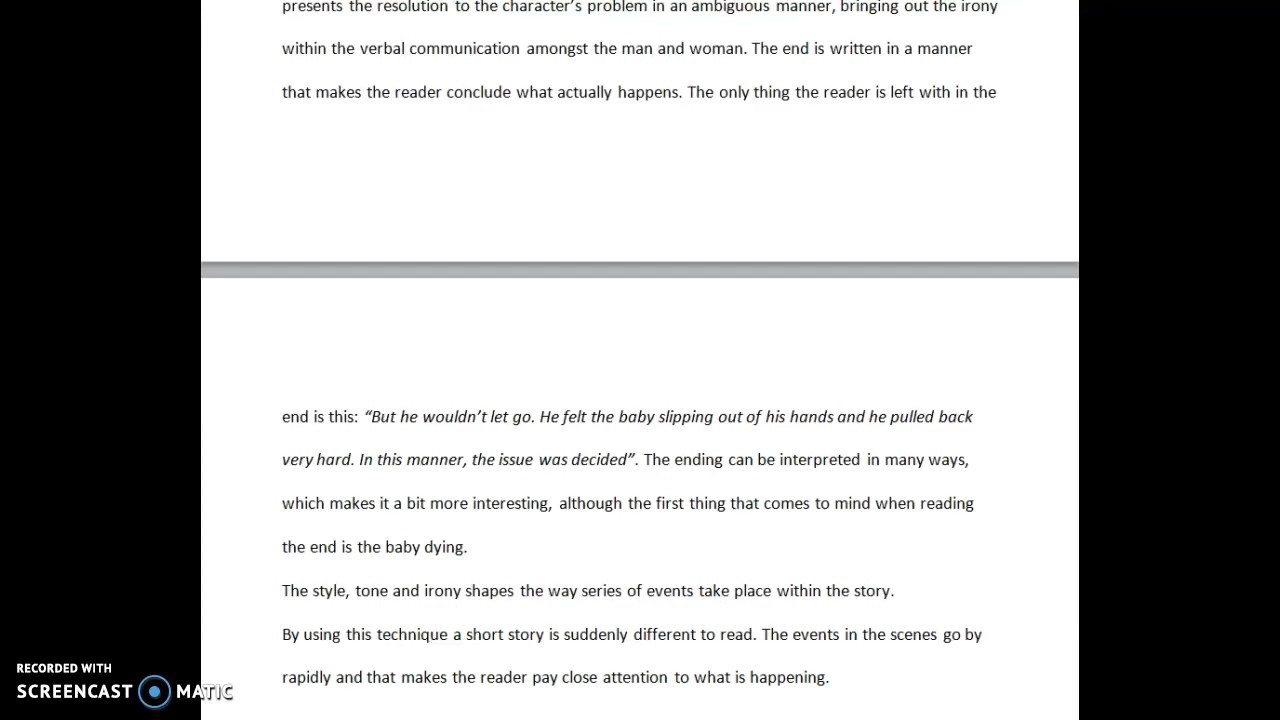 presents the resolution to the character's problem in an ambiguous manner, bringing out the irony
within the verbal communication amongst the man and woman. The end is written in a manner
that makes the reader conclude what actually happens. The only thing the reader is left with in the
end is this: “But he wouldn't let go. He felt the baby slipping out of his hands and he pulled back
very hard. In this manner, the issue was decided”. The ending can be interpreted in many ways,
which makes it a bit more interesting, although the first thing that comes to mind when reading
the end is the baby dying.
The style, tone and irony shapes the way series of events take place within the story.
By using this technique a short story is suddenly different to read. The events in the scenes go by
rapidly and that makes the reader pay close attention to what is happening.
RECORDED WITH
SCREENCAST MATIC